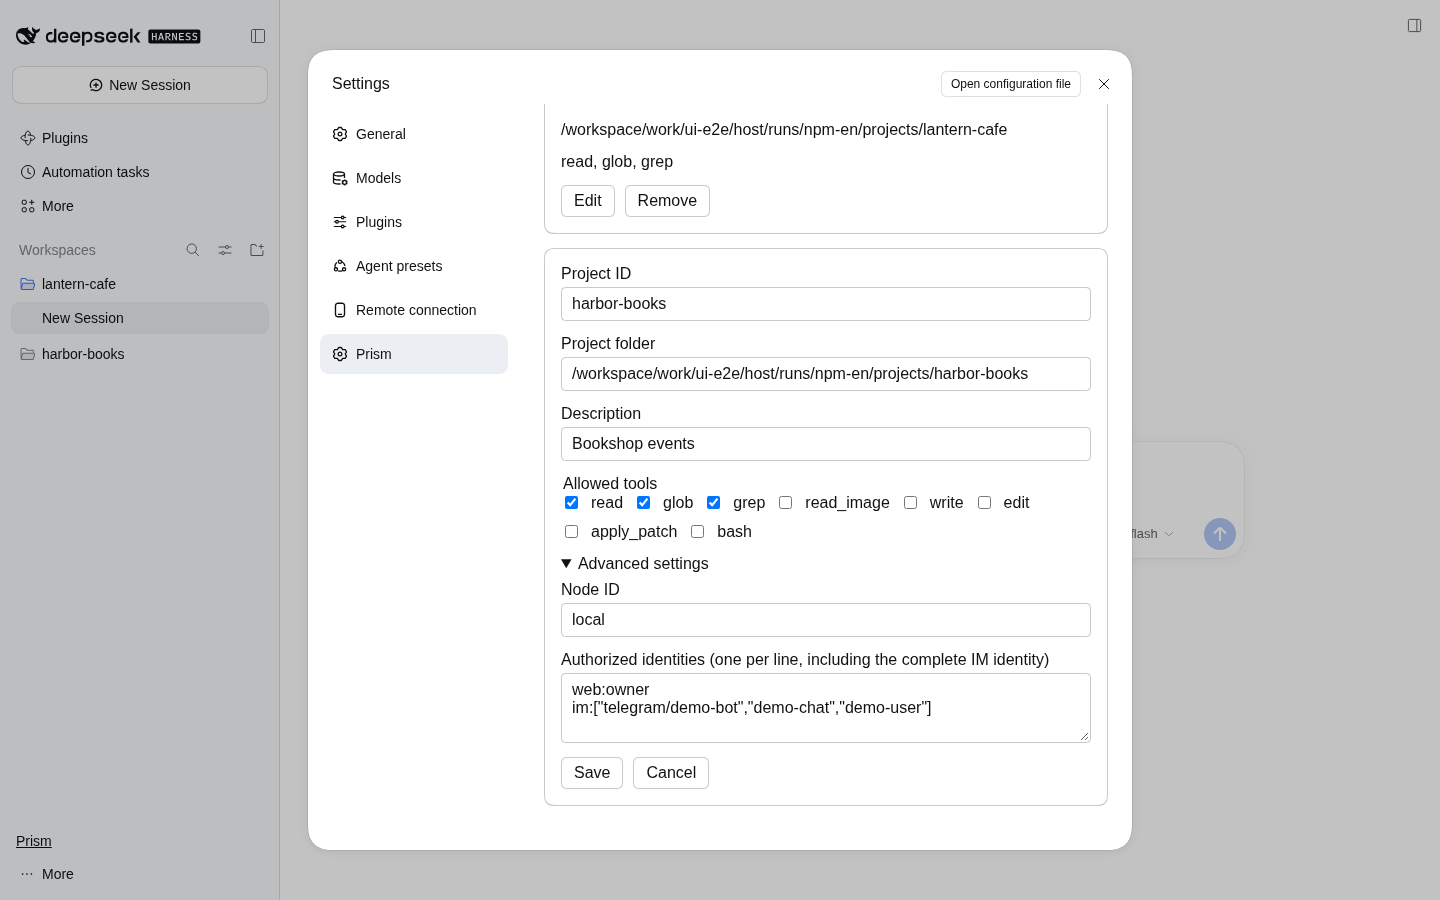 deepseek HARNESS
New Session
Plugins
Automation tasks
More
Workspaces
lantern-cafe
New Session
harbor-books
Prism
More
Settings
Open configuration file
General
Models
Plugins
Agent presets
Remote connection
Prism
/workspace/work/ui-e2e/host/runs/npm-en/projects/lantern-cafe
read, glob, grep
Edit Remove
Project ID
harbor-books
Project folder
/workspace/work/ui-e2e/host/runs/npm-en/projects/harbor-books
Description
Bookshop events
Allowed tools
read glob grep read_image write edit
apply_patch bash
Advanced settings
Node ID
local
Authorized identities (one per line, including the complete IM identity)
web:owner
im:["telegram/demo-bot","demo-chat","demo-user"]
Save Cancel
flash